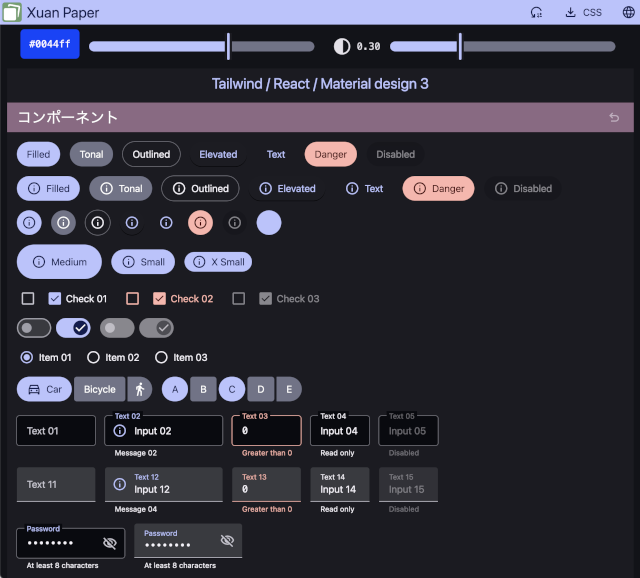 Xuan Paper CSS
#0044ff 0.30
Tailwind / React / Material design 3
コンポーネント
Filled Tonal Outlined Elevated Text Danger Disabled
Filled Tonal Outlined Elevated Text Danger Disabled
Medium Small X Small
Check 01 Check 02 Check 03
Item 01 Item 02 Item 03
Car Bicycle A B C D E
Text 02 Text 03 Text 04 Text 05
Text 01 Input 02 0 Input 04 Input 05
Message 02 Greater than 0 Read only Disabled
Text 12 Text 13 Text 14 Text 15
Text 11 Input 12 0 Input 14 Input 15
Message 04 Greater than 0 Read only Disabled
Password Password
•••••••• ••••••••
At least 8 characters At least 8 characters